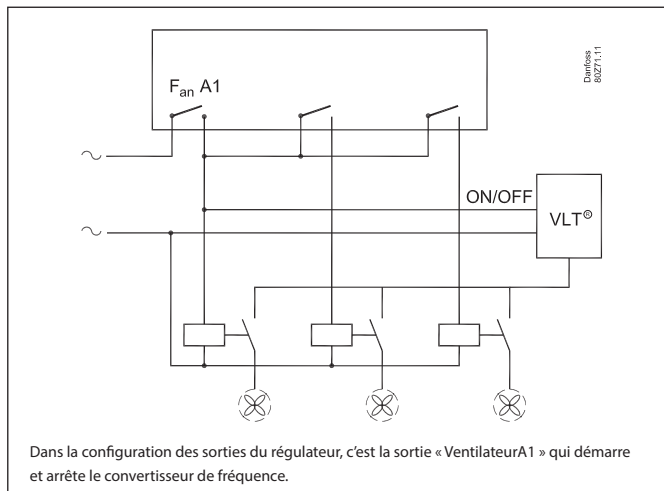 Danfoss
80Z71.11
Fan A1
ON/OFF
VLT®
Dans la configuration des sorties du régulateur, c’est la sortie « VentilateurA1 » qui démarre
et arrête le convertisseur de fréquence.